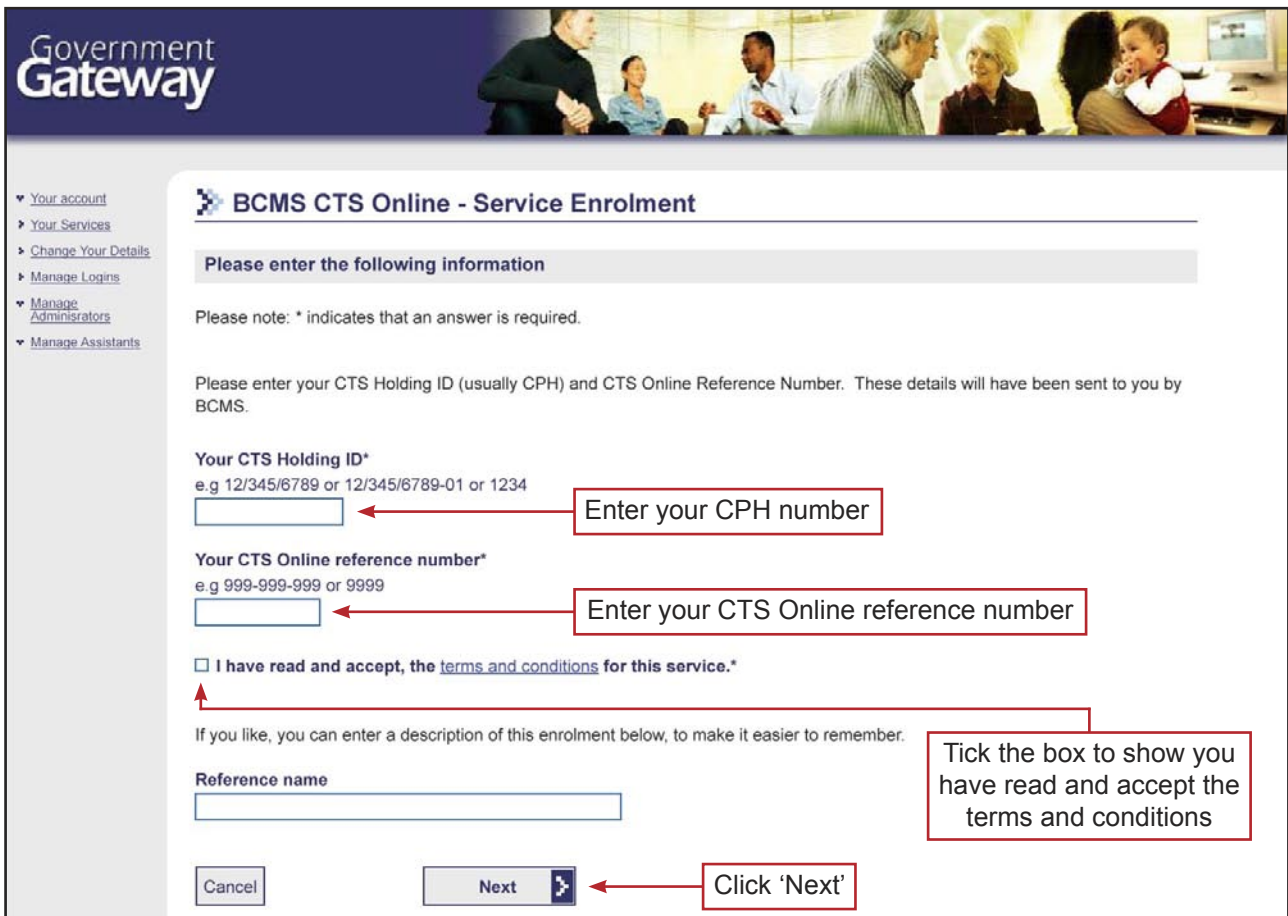 Government
Gateway
Your account
Your Services
Change Your Details
Manage Logins
Manage
Adminisrators
Manage Assistants
BCMS CTS Online - Service Enrolment
Please enter the following information
Please note: * indicates that an answer is required.
Please enter your CTS Holding ID (usually CPH) and CTS Online Reference Number. These details will have been sent to you by
BCMS.
Your CTS Holding ID*
e.g 12/345/6789 or 12/345/6789-01 or 1234
Enter your CPH number
Your CTS Online reference number*
e.g 999-999-999 or 9999
Enter your CTS Online reference number
I have read and accept, the terms and conditions for this service.*
If you like, you can enter a description of this enrolment below, to make it easier to remember.
Tick the box to show you
have read and accept the
terms and conditions
Reference name
Cancel
Next
Click ‘Next’